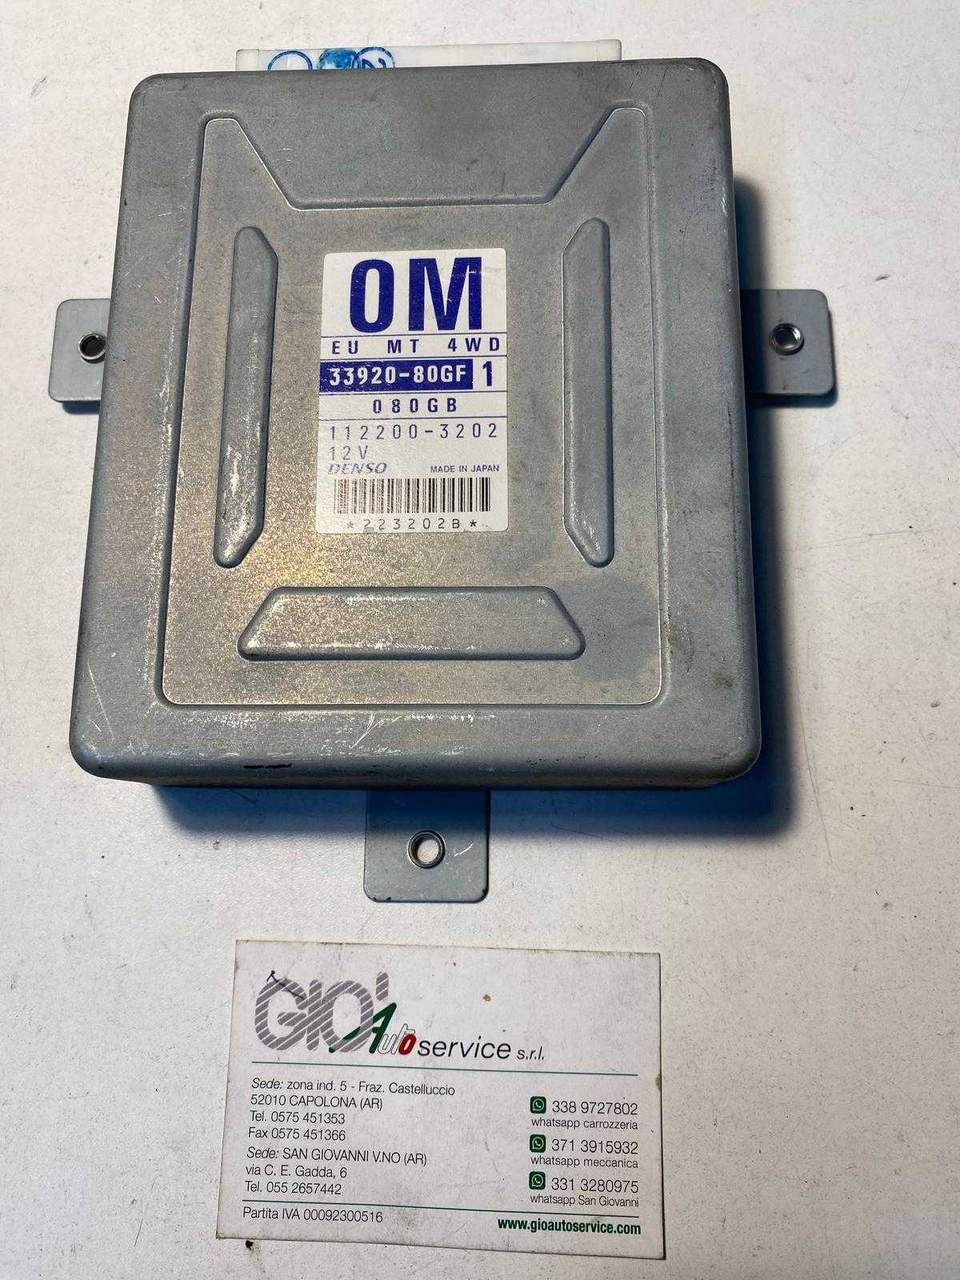 OM
EU MT 4WD
33920-80GF 1
080GB
112200-3202
12V
DENSO MADE IN JAPAN
*223202B*
GIO' Auto service s.r.l.
Sede: zona ind. 5 - Fraz. Castelluccio
52010 CAPOLONA (AR)
Tel. 0575 451353
Fax 0575 451366
Sede: SAN GIOVANNI V.NO (AR)
via C. E. Gadda, 6
Tel. 055 2657442
338 9727802
whatsapp carrozzeria
371 3915932
whatsapp meccanica
331 3280975
whatsapp San Giovanni
Partita IVA 00092300516
www.gioautoservice.com